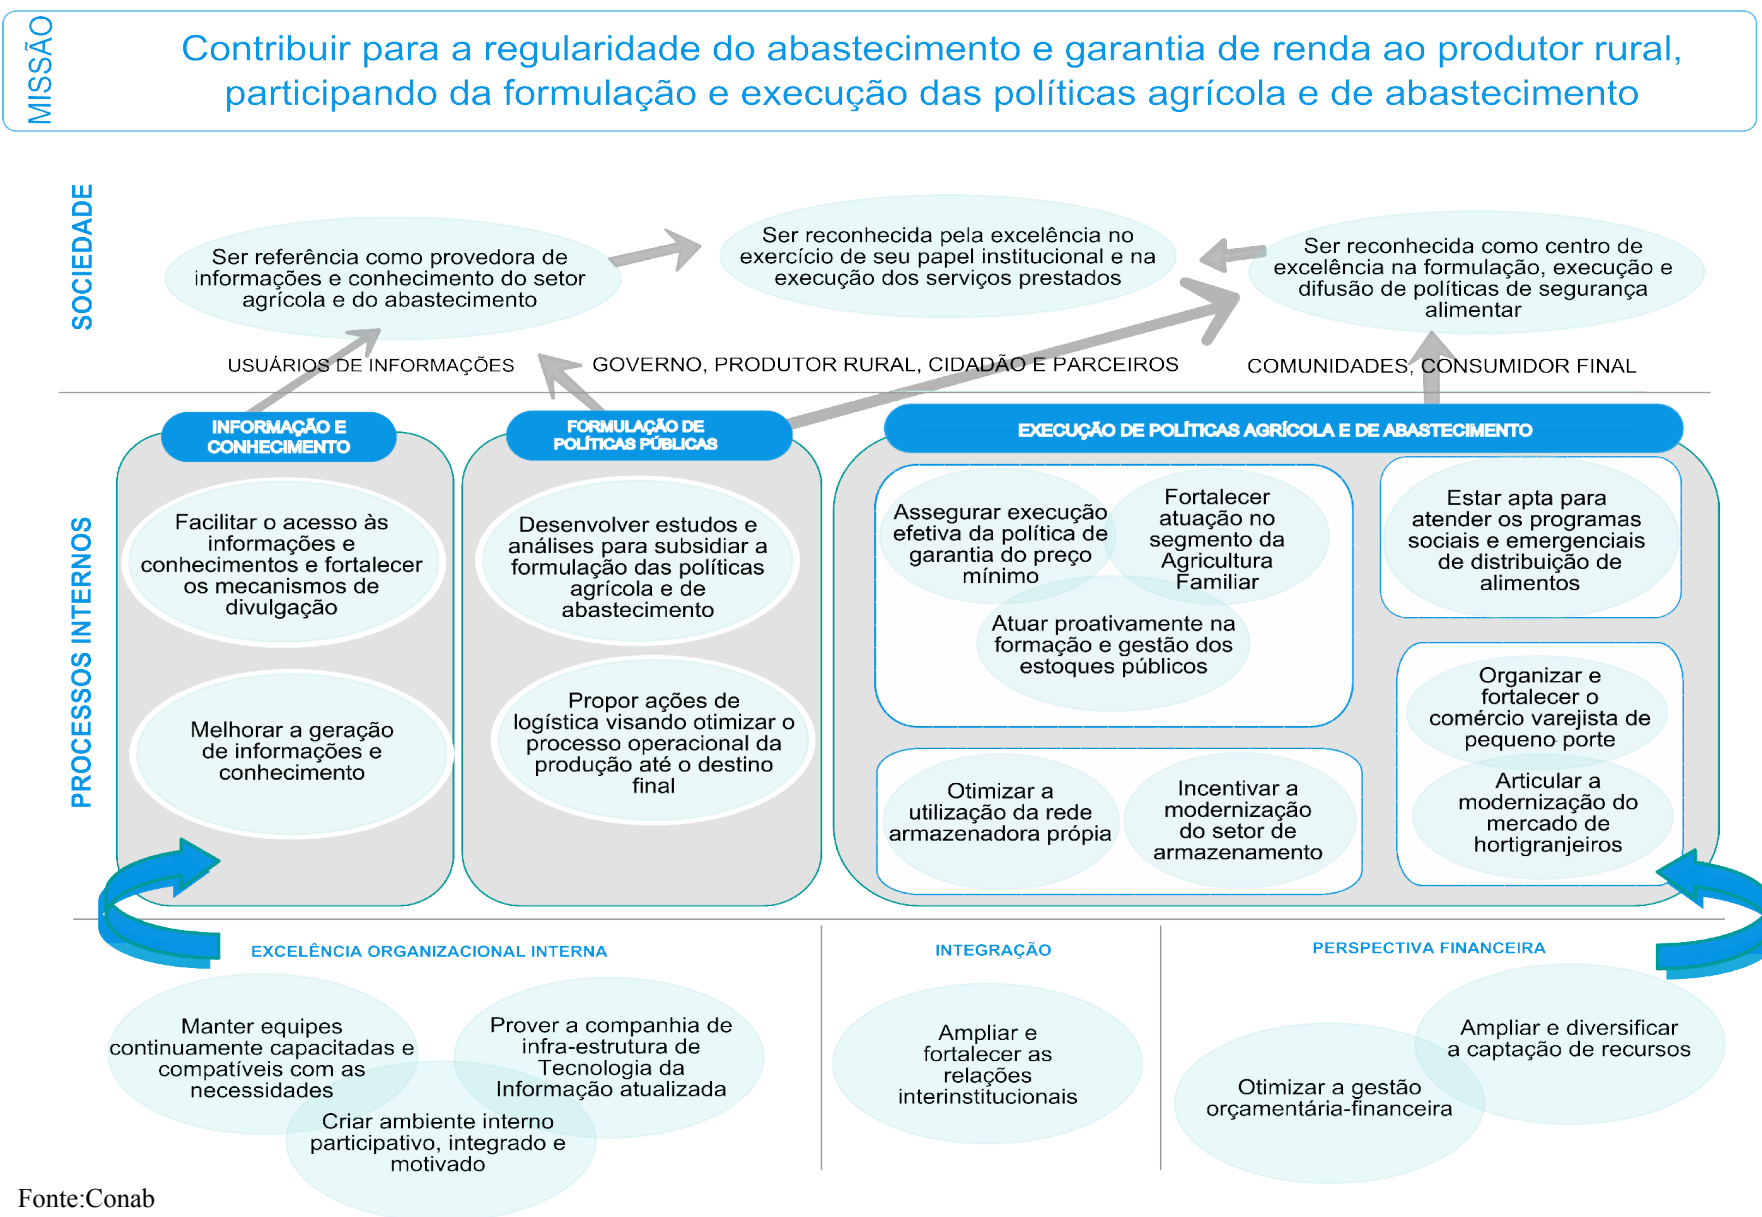 MISSÃO
Contribuir para a regularidade do abastecimento e garantia de renda ao produtor rural,
participando da formulação e execução das políticas agrícola e de abastecimento
SOCIEDADE
Ser referência como provedora de
informações e conhecimento do setor
agrícola e do abastecimento
Ser reconhecida pela excelência no
exercício de seu papel institucional e na
execução dos serviços prestados
Ser reconhecida como centro de
excelência na formulação, execução e
difusão de políticas de segurança
alimentar
USUÁRIOS DE INFORMAÇÕES
GOVERNO, PRODUTOR RURAL, CIDADÃO E PARCEIROS
COMUNIDADES, CONSUMIDOR FINAL
PROCESSOS INTERNOS
INFORMAÇÃO E
CONHECIMENTO
Facilitar o acesso às
informações e
conhecimentos e fortalecer
os mecanismos de
divulgação
Melhorar a geração
de informações e
conhecimento
FORMULAÇÃO DE
POLÍTICAS PÚBLICAS
Desenvolver estudos e
análises para subsidiar a
formulação das políticas
agrícola e de
abastecimento
Propor ações de
logística visando otimizar o
processo operacional da
produção até o destino
final
EXECUÇÃO DE POLÍTICAS AGRÍCOLA E DE ABASTECIMENTO
Assegurar execução
efetiva da política de
garantia do preço
mínimo
Fortalecer
atuação no
segmento da
Agricultura
Familiar
Atuar proativamente na
formação e gestão dos
estoques públicos
Estar apta para
atender os programas
sociais e emergenciais
de distribuição de
alimentos
Otimizar a
utilização da rede
armazenadora própia
Incentivar a
modernização
do setor de
armazenamento
Organizar e
fortalecer o
comércio varejista de
pequeno porte
Articular a
modernização do
mercado de
hortigranjeiros
EXCELÊNCIA ORGANIZACIONAL INTERNA
Manter equipes
continuamente capacitadas e
compatíveis com as
necessidades
Prover a companhia de
infra-estrutura de
Tecnologia da
Informação atualizada
Criar ambiente interno
participativo, integrado e
motivado
INTEGRAÇÃO
Ampliar e
fortalecer as
relações
interinstitucionais
PERSPECTIVA FINANCEIRA
Ampliar e diversificar
a captação de recursos
Otimizar a gestão
orçamentária-financeira
Fonte:Conab